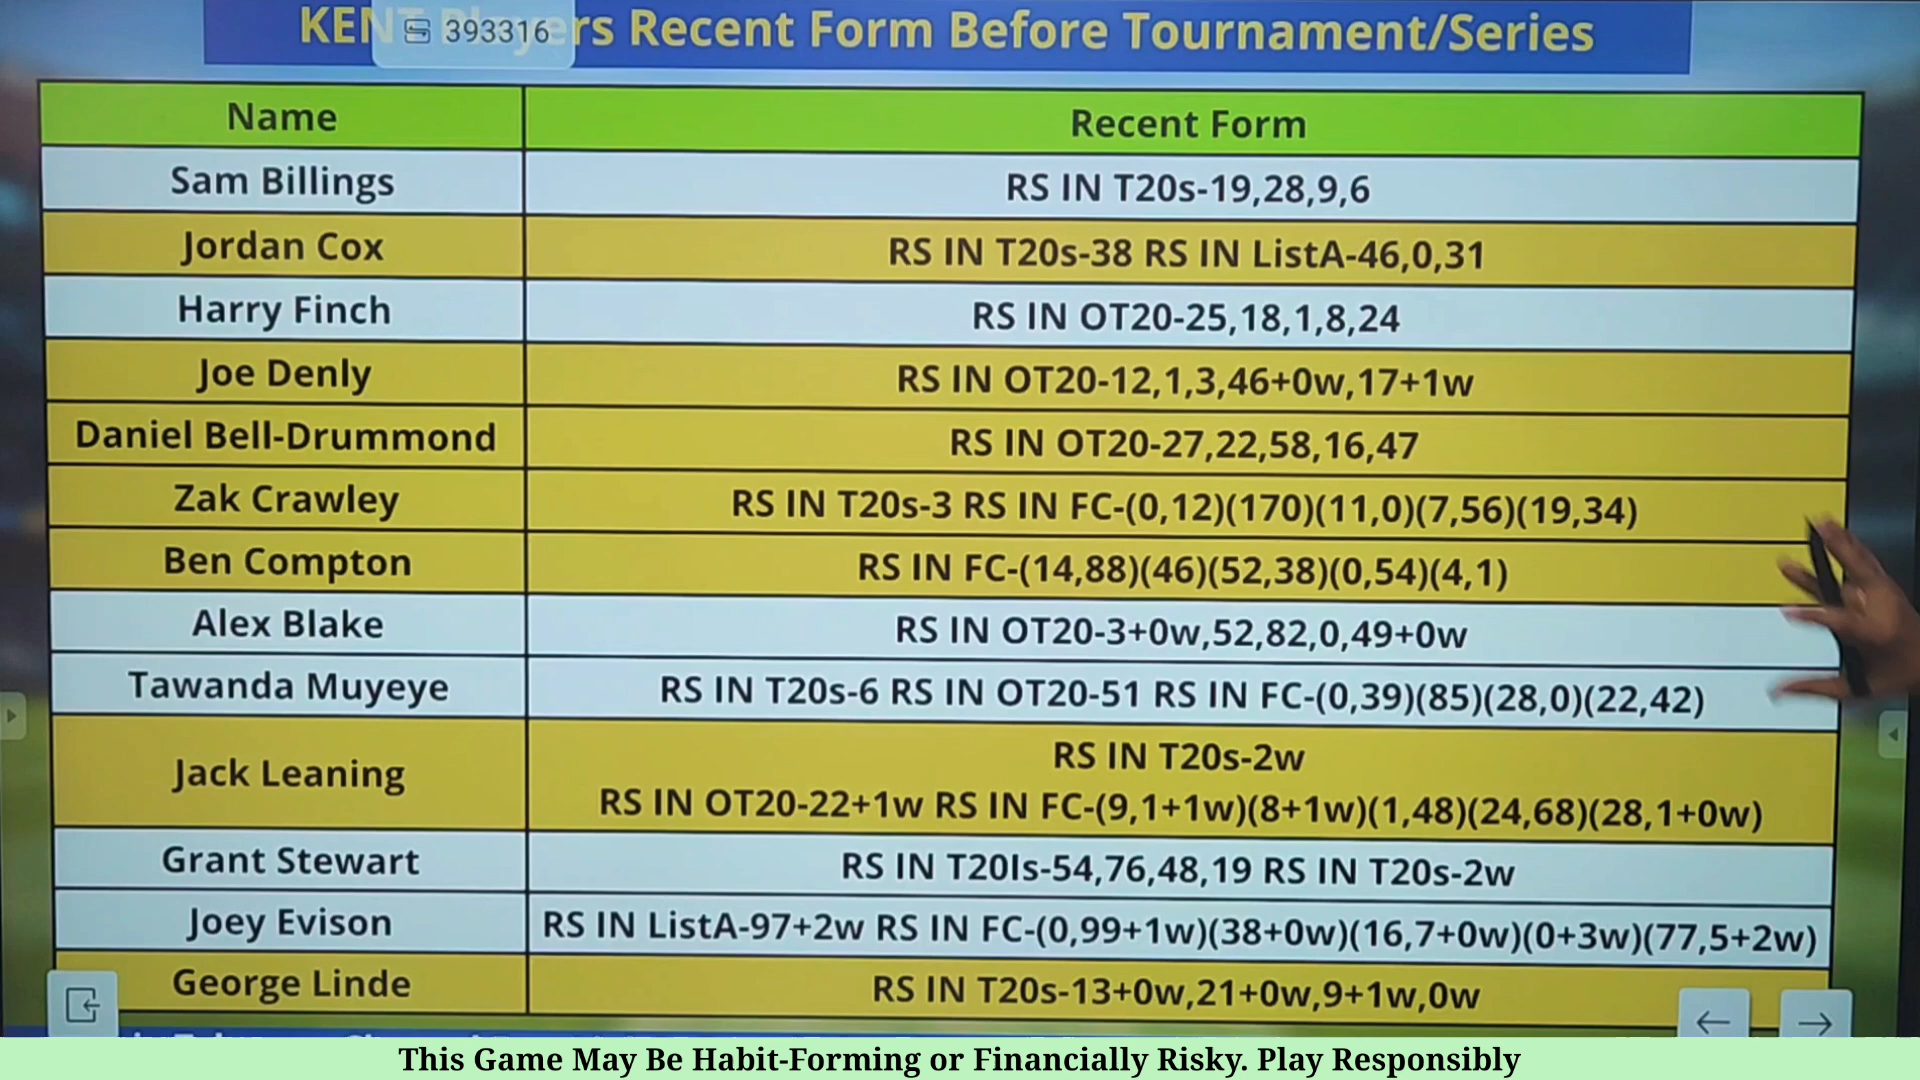 KEN
393316
rs Recent Form Before Tournament/Series
Name
Recent Form
Sam Billings
RS IN T20s-19,28,9,6
Jordan Cox
RS IN T20s-38 RS IN ListA-46,0,31
Harry Finch
RS IN OT20-25,18,1,8,24
Joe Denly
RS IN OT20-12,1,3,46+0w,17+1w
Daniel Bell-Drummond
RS IN OT20-27,22,58,16,47
Zak Crawley
RS IN T20s-3 RS IN FC-(0,12)(170)(11,0)(7,56)(19,34)
Ben Compton
RS IN FC-(14,88)(46)(52,38)(0,54)(4,1)
Alex Blake
RS IN OT20-3+0w,52,82,0,49+0w
Tawanda Muyeye
RS IN T20s-6 RS IN OT20-51 RS IN FC-(0,39)(85)(28,0)(22,42)
Jack Leaning
RS IN T20s-2w
RS IN OT20-22+1w RS IN FC-(9,1+1w)(8+1w)(1,48)(24,68)(28,1+0w)
Grant Stewart
RS IN T20Is-54,76,48,19 RS IN T20s-2w
Joey Evison
RS IN ListA-97+2w RS IN FC-(0,99+1w)(38+0w)(16,7+0w)(0+3w)(77,5+2w)
George Linde
RS IN T20s-13+0w,21+0w,9+1w,0w
This Game May Be Habit-Forming or Financially Risky. Play Responsibly